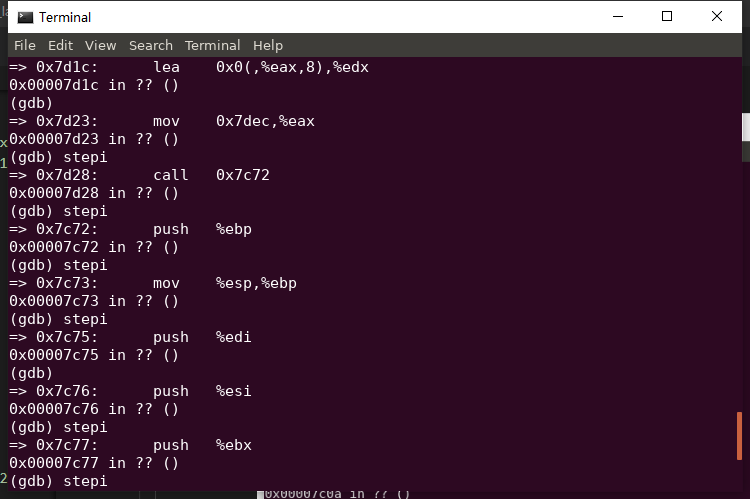 Terminal
File Edit View Search Terminal Help
=> 0x7d1c:      lea    0x0(,%eax,8),%edx
0x00007d1c in ?? ()
(gdb)
=> 0x7d23:      mov    0x7dec,%eax
0x00007d23 in ?? ()
(gdb) stepi
=> 0x7d28:      call   0x7c72
0x00007d28 in ?? ()
(gdb) stepi
=> 0x7c72:      push   %ebp
0x00007c72 in ?? ()
(gdb) stepi
=> 0x7c73:      mov    %esp,%ebp
0x00007c73 in ?? ()
(gdb) stepi
=> 0x7c75:      push   %edi
0x00007c75 in ?? ()
(gdb)
=> 0x7c76:      push   %esi
0x00007c76 in ?? ()
(gdb) stepi
=> 0x7c77:      push   %ebx
0x00007c77 in ?? ()
(gdb) stepi
0x00007c0a in ?? ()